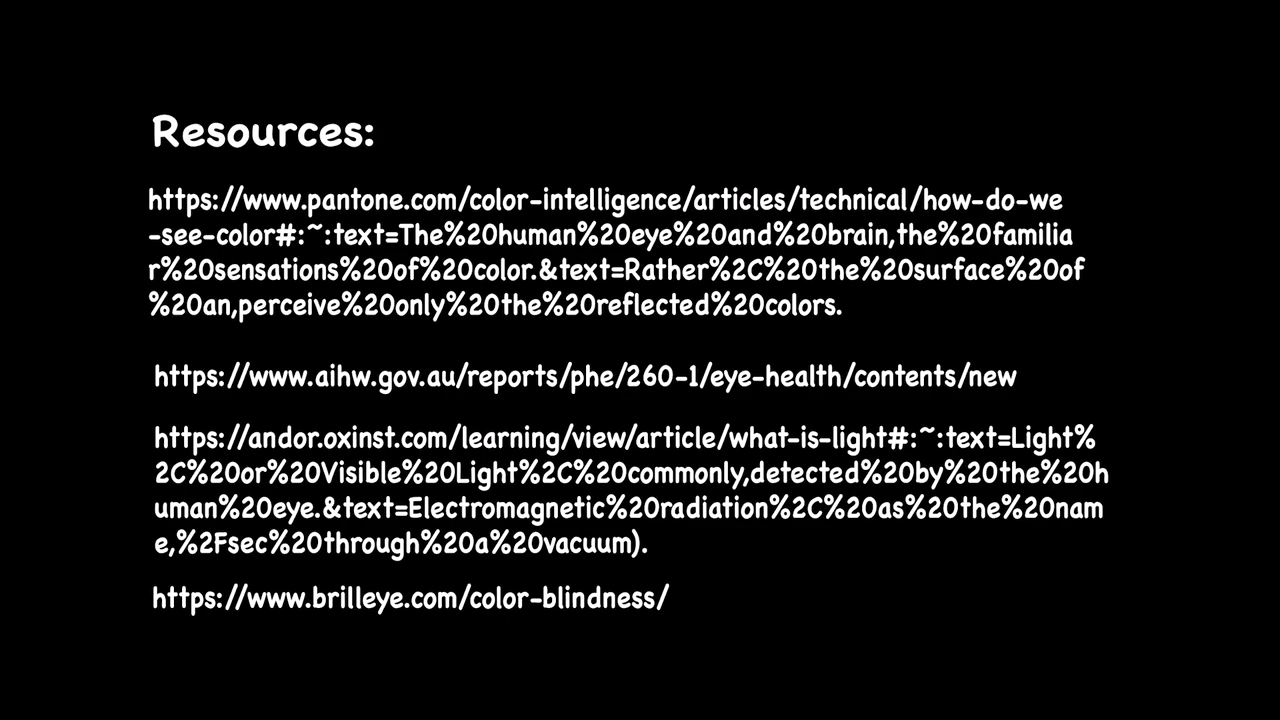 Resources:
https://www.pantone.com/color-intelligence/articles/technical/how-do-we
-see-color#:~:text=The%20human%20eye%20and%20brain,the%20familia
r%20sensations%20of%20color.&text=Rather%2C%20the%20surface%20of
%20an,perceive%20only%20the%20reflected%20colors.
https://www.aihw.gov.au/reports/phe/260-1/eye-health/contents/new
https://andor.oxinst.com/learning/view/article/what-is-light#:~:text=Light%
2C%20or%20Visible%20Light%2C%20commonly,detected%20by%20the%20h
uman%20eye.&text=Electromagnetic%20radiation%2C%20as%20the%20nam
e,%2Fsec%20through%20a%20vacuum).
https://www.brilleye.com/color-blindness/